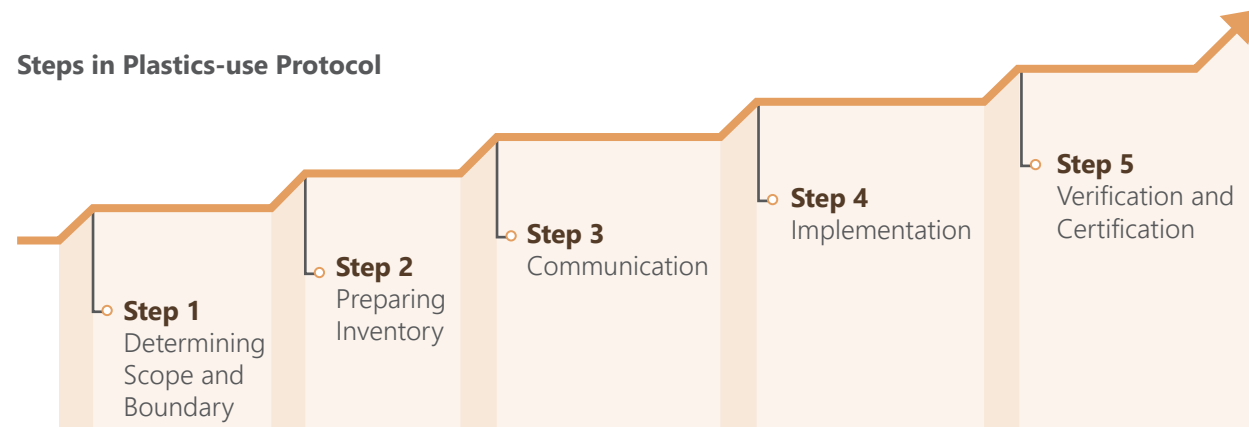 Steps in Plastics-use Protocol
Step 1
Determining
Scope and
Boundary
Step 2
Preparing
Inventory
Step 3
Communication
Step 4
Implementation
Step 5
Verification and
Certification